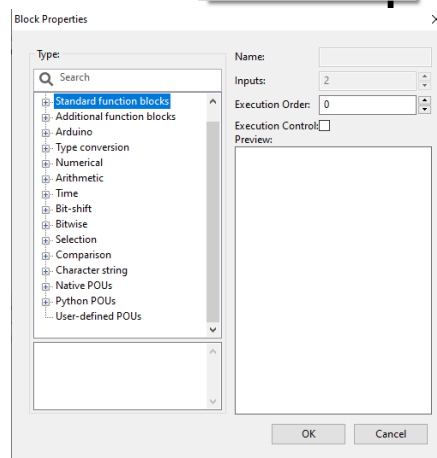 Block Properties
Type:
Search
Standard function blocks
Additional function blocks
Arduino
Type conversion
Numerical
Arithmetic
Time
Bit-shift
Bitwise
Selection
Comparison
Character string
Native POUs
Python POUs
User-defined POUs
Name:
Inputs: 2
Execution Order: 0
Execution Control:
Preview:
OK Cancel